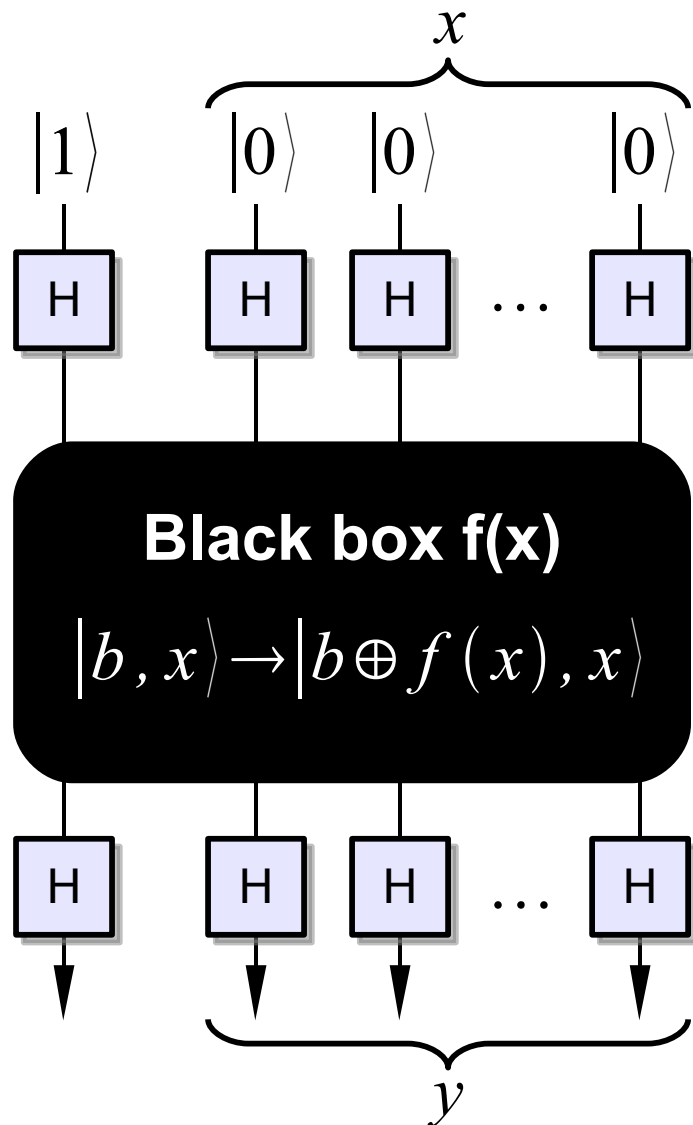 x
|1⟩ |0⟩ |0⟩ |0⟩
H H H … H
Black box f(x)
|b, x⟩→|b⊕f(x), x⟩
H H H … H
y